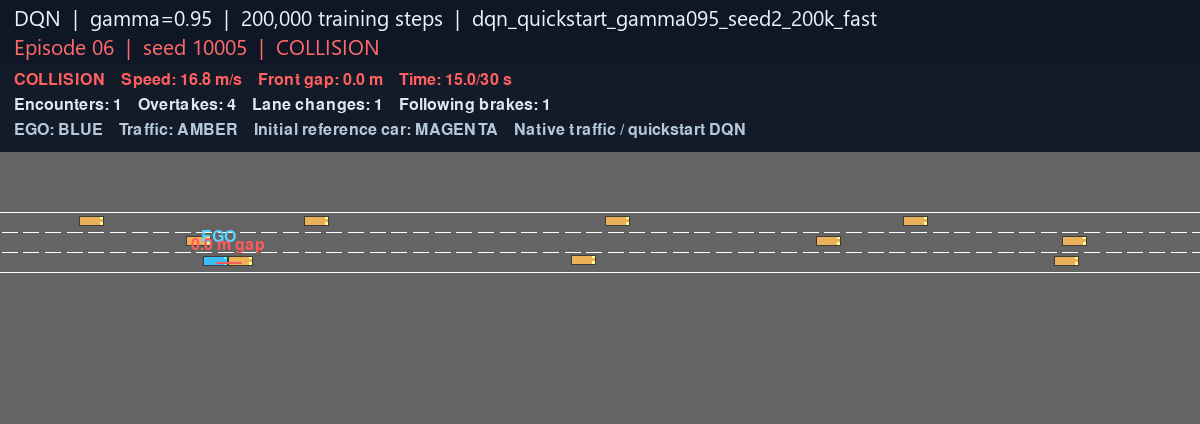 DQN | gamma=0.95 | 200,000 training steps | dqn_quickstart_gamma095_seed2_200k_fast
Episode 06 | seed 10005 | COLLISION
COLLISION Speed: 16.8 m/s Front gap: 0.0 m Time: 15.0/30 s
Encounters: 1 Overtakes: 4 Lane changes: 1 Following brakes: 1
EGO: BLUE Traffic: AMBER Initial reference car: MAGENTA Native traffic / quickstart DQN
EGO
0.0 m gap